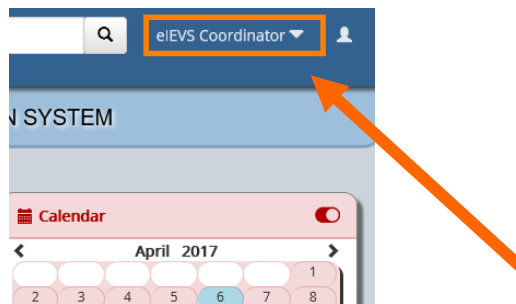 eIEVS Coordinator
SYSTEM
Calendar
April 2017
1
2 3 4 5 6 7 8